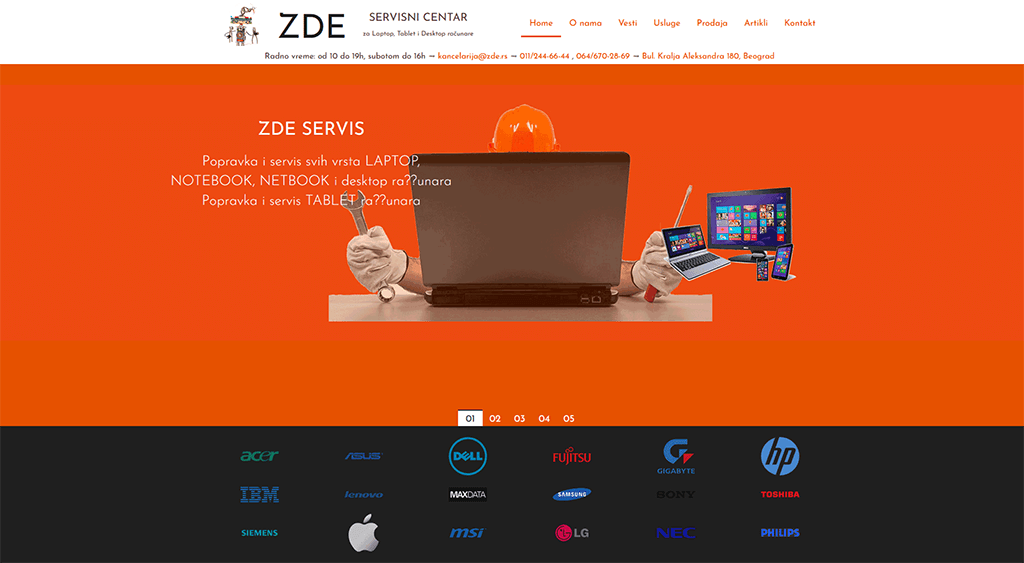 ZDE
SERVISNI CENTAR
za Laptop, Tablet i Desktop računare
Home O nama Vesti Usluge Prodaja Artikli Kontakt
Radno vreme: od 10 do 19h, subotom do 16h — kancelarija@zde.rs — 011/244-66-44 , 064/670-28-69 — Bul. Kralja Aleksandra 180, Beograd
ZDE SERVIS
Popravka i servis svih vrsta LAPTOP,
NOTEBOOK, NETBOOK i desktop ra??unara
Popravka i servis TABLET ra??unara
01 02 03 04 05
acer ASUS DELL FUJITSU GIGABYTE hp
IBM lenovo MAXDATA SAMSUNG SONY TOSHIBA
SIEMENS msi LG NEC PHILIPS